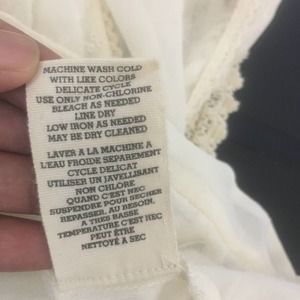 MACHINE WASH COLD
WITH LIKE COLORS
DELICATE CYCLE
USE ONLY NON-CHLORINE
BLEACH AS NEEDED
LINE DRY
LOW IRON AS NEEDED
MAY BE DRY CLEANED
LAVER A LA MACHINE A
L'EAU FROIDE SEPAREMENT
CYCLE DELICAT
UTILISER UN JAVELLISANT
NON CHLORE
QUAND C'EST NEC
SUSPENDRE POUR SECHER
REPASSER, AU BESOIN,
A TRES BASSE
TEMPERATURE C'EST NEC
PEUT ÊTRE
NETTOYÉ A SEC